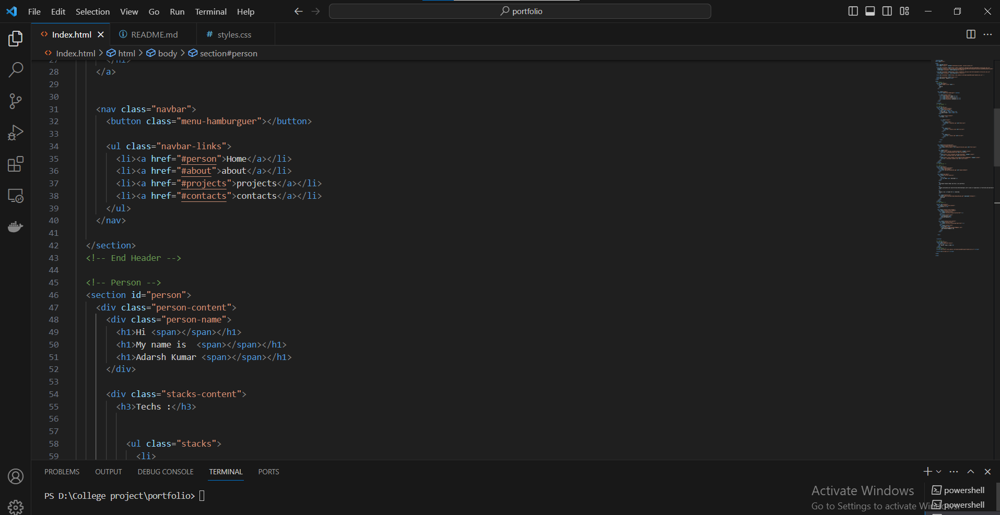 File Edit Selection View Go Run Terminal Help
portfolio
Index.html
README.md
styles.css
Index.html > html > body > section#person
27 </h1>
28 </a>
29
30
31 <nav class="navbar">
32 <button class="menu-hamburguer"></button>
33
34 <ul class="navbar-links">
35 <li><a href="#person">Home</a></li>
36 <li><a href="#about">about</a></li>
37 <li><a href="#projects">projects</a></li>
38 <li><a href="#contacts">contacts</a></li>
39 </ul>
40 </nav>
41
42 </section>
43 <!-- End Header -->
44
45 <!-- Person -->
46 <section id="person">
47 <div class="person-content">
48 <div class="person-name">
49 <h1>Hi <span></span></h1>
50 <h1>My name is  <span></span></h1>
51 <h1>Adarsh Kumar <span></span></h1>
52 </div>
53
54 <div class="stacks-content">
55 <h3>Techs :</h3>
56
57
58 <ul class="stacks">
59 <li>
PROBLEMS OUTPUT DEBUG CONSOLE TERMINAL PORTS
PS D:\College project\portfolio>
powershell
powershell
Activate Windows
Go to Settings to activate Windows.